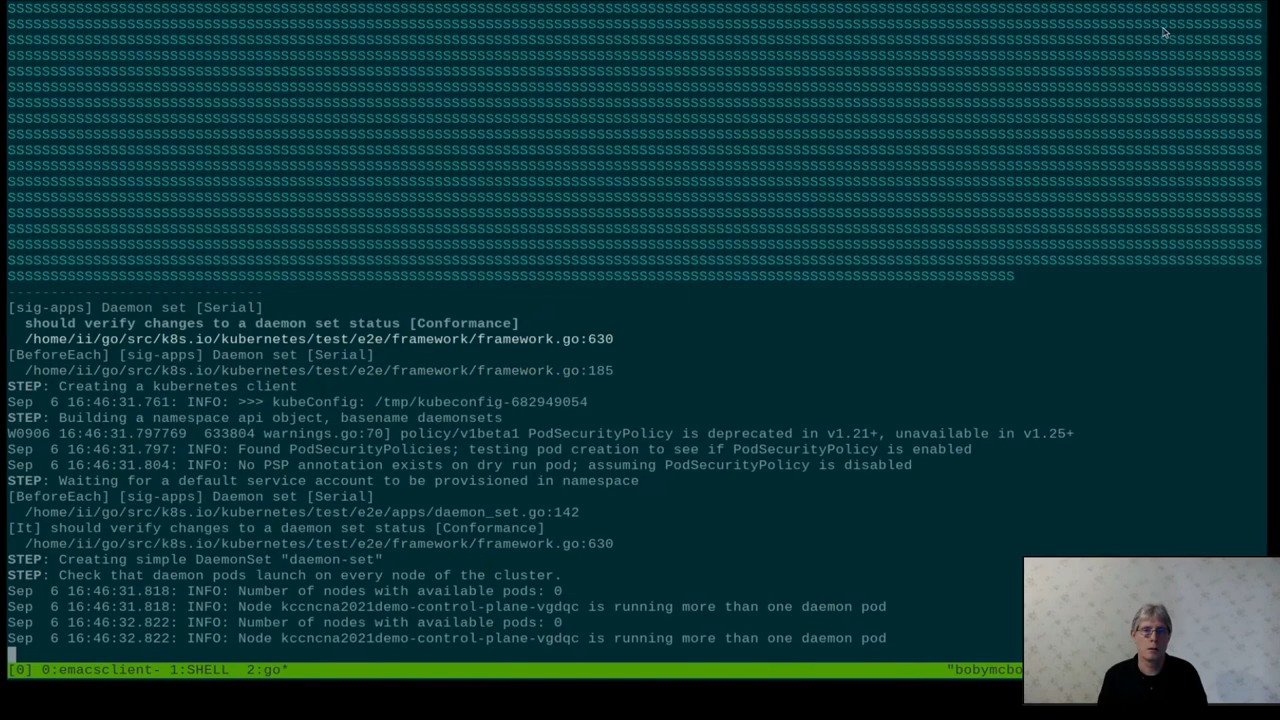 ------------------------------
[sig-apps] Daemon set [Serial]
should verify changes to a daemon set status [Conformance]
/home/ii/go/src/k8s.io/kubernetes/test/e2e/framework/framework.go:630
[BeforeEach] [sig-apps] Daemon set [Serial]
/home/ii/go/src/k8s.io/kubernetes/test/e2e/framework/framework.go:185
STEP: Creating a kubernetes client
Sep  6 16:46:31.761: INFO: >>> kubeConfig: /tmp/kubeconfig-682949054
STEP: Building a namespace api object, basename daemonsets
W0906 16:46:31.797769  633804 warnings.go:70] policy/v1beta1 PodSecurityPolicy is deprecated in v1.21+, unavailable in v1.25+
Sep  6 16:46:31.797: INFO: Found PodSecurityPolicies; testing pod creation to see if PodSecurityPolicy is enabled
Sep  6 16:46:31.804: INFO: No PSP annotation exists on dry run pod; assuming PodSecurityPolicy is disabled
STEP: Waiting for a default service account to be provisioned in namespace
[BeforeEach] [sig-apps] Daemon set [Serial]
/home/ii/go/src/k8s.io/kubernetes/test/e2e/apps/daemon_set.go:142
[It] should verify changes to a daemon set status [Conformance]
/home/ii/go/src/k8s.io/kubernetes/test/e2e/framework/framework.go:630
STEP: Creating simple DaemonSet "daemon-set"
STEP: Check that daemon pods launch on every node of the cluster.
Sep  6 16:46:31.818: INFO: Number of nodes with available pods: 0
Sep  6 16:46:31.818: INFO: Node kccncna2021demo-control-plane-vgdqc is running more than one daemon pod
Sep  6 16:46:32.822: INFO: Number of nodes with available pods: 0
Sep  6 16:46:32.822: INFO: Node kccncna2021demo-control-plane-vgdqc is running more than one daemon pod
[0] 0:emacsclient- 1:SHELL  2:go* "bobymcbo